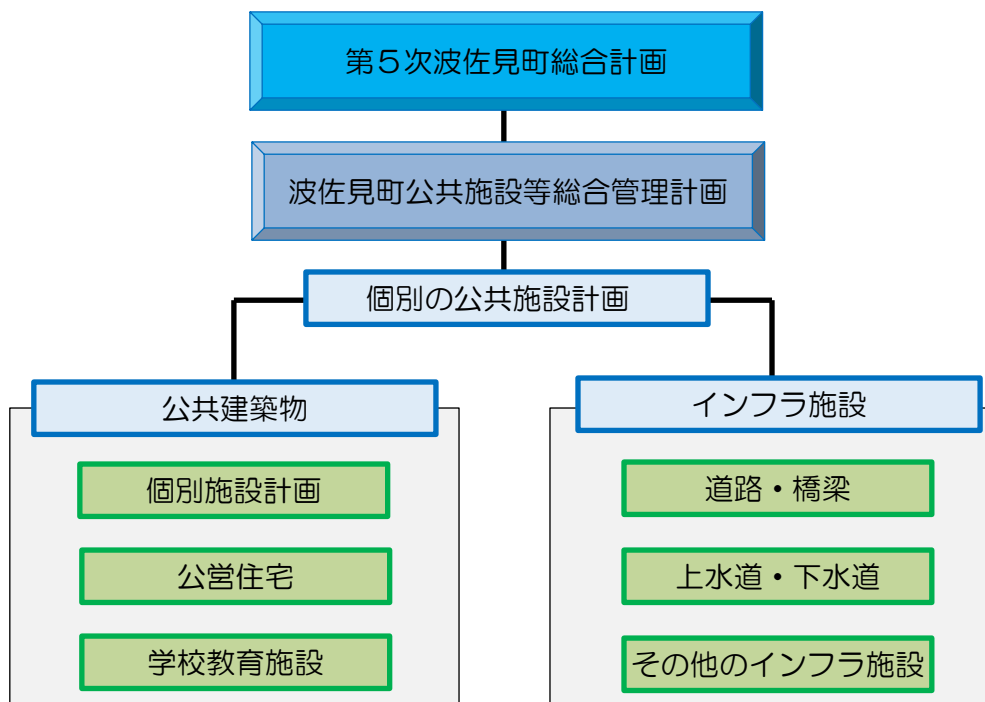 第５次波佐見町総合計画
波佐見町公共施設等総合管理計画
個別の公共施設計画
公共建築物
個別施設計画
公営住宅
学校教育施設
インフラ施設
道路・橋梁
上水道・下水道
その他のインフラ施設